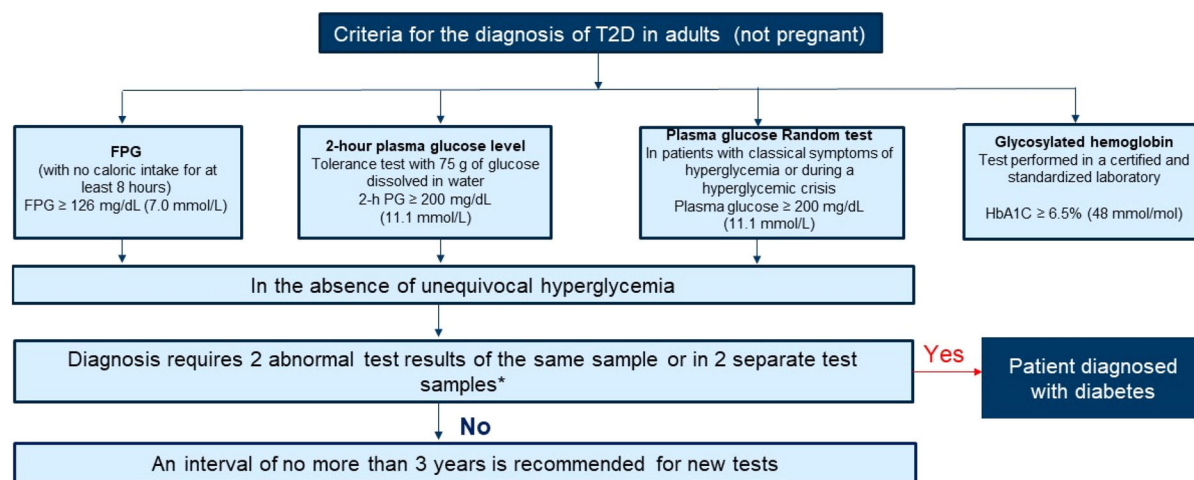 Criteria for the diagnosis of T2D in adults (not pregnant)
FPG
(with no caloric intake for at
least 8 hours)
FPG ≥ 126 mg/dL (7.0 mmol/L)
2-hour plasma glucose level
Tolerance test with 75 g of glucose
dissolved in water
2-h PG ≥ 200 mg/dL
(11.1 mmol/L)
Plasma glucose Random test
In patients with classical symptoms of
hyperglycemia or during a
hyperglycemic crisis
Plasma glucose ≥ 200 mg/dL
(11.1 mmol/L)
Glycosylated hemoglobin
Test performed in a certified and
standardized laboratory
HbA1C ≥ 6.5% (48 mmol/mol)
In the absence of unequivocal hyperglycemia
Diagnosis requires 2 abnormal test results of the same sample or in 2 separate test
samples*
Yes
Patient diagnosed
with diabetes
No
An interval of no more than 3 years is recommended for new tests